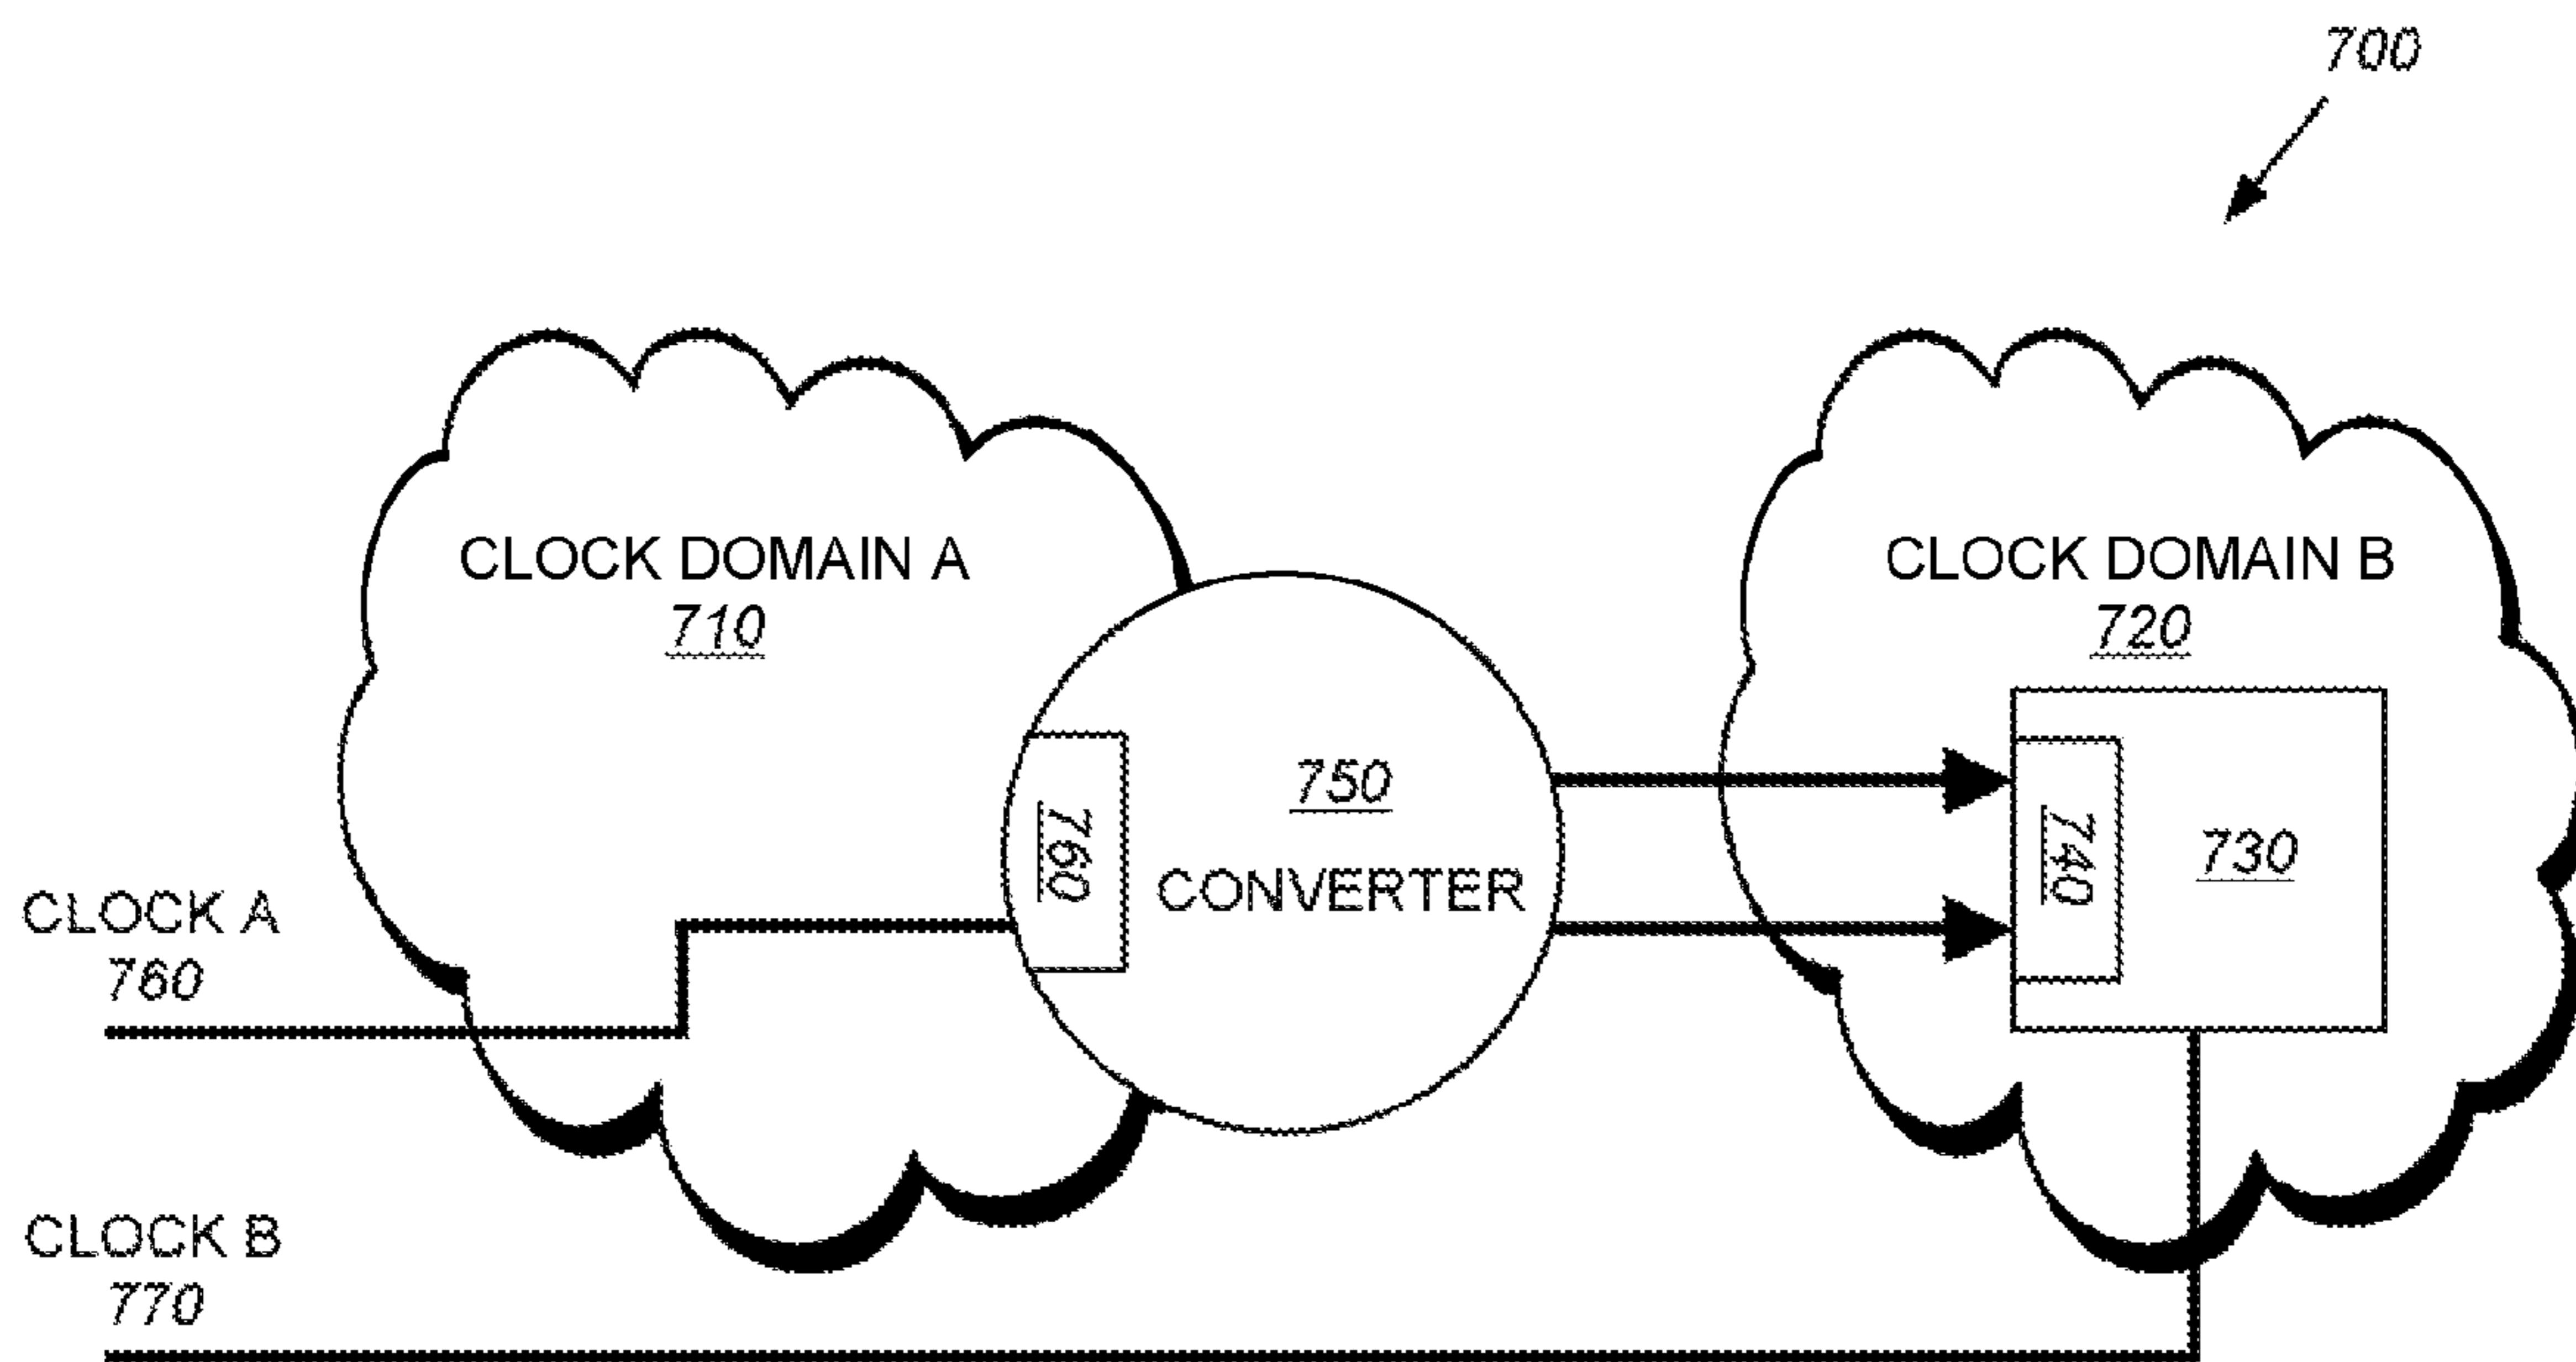 700
CLOCK DOMAIN A
710
CLOCK DOMAIN B
720
750
CONVERTER
760
740
730
CLOCK A
760
CLOCK B
770